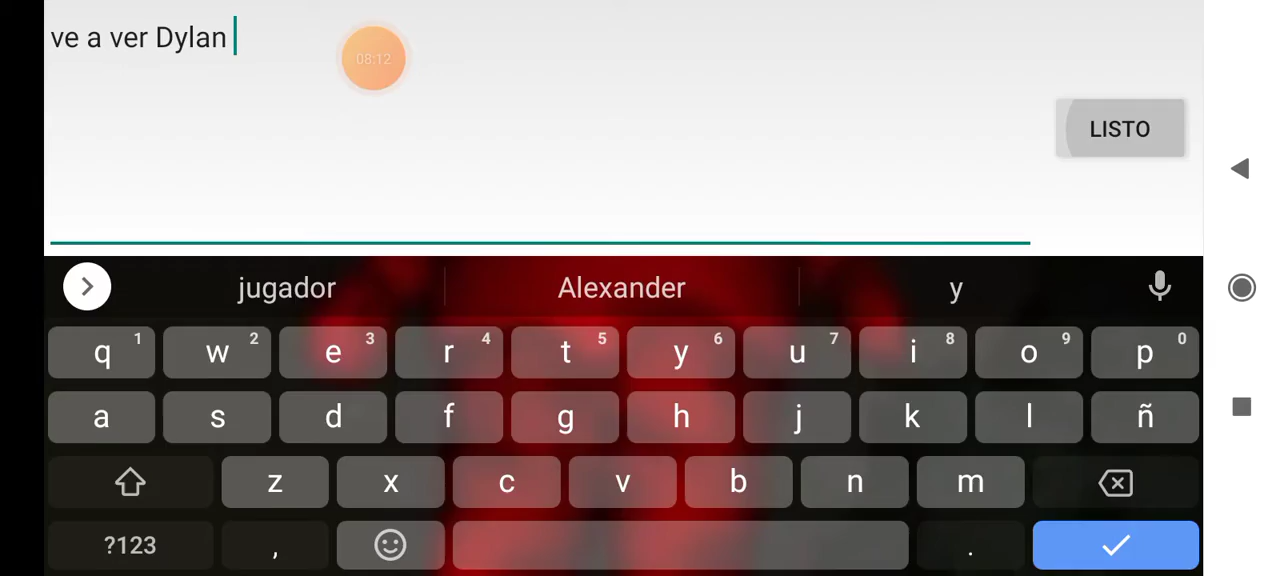 ve a ver Dylan
08:12
LISTO
jugador Alexander y
q 1 w 2 e 3 r 4 t 5 y 6 u 7 i 8 o 9 p 0
a s d f g h j k l ñ
z x c v b n m
?123 , .